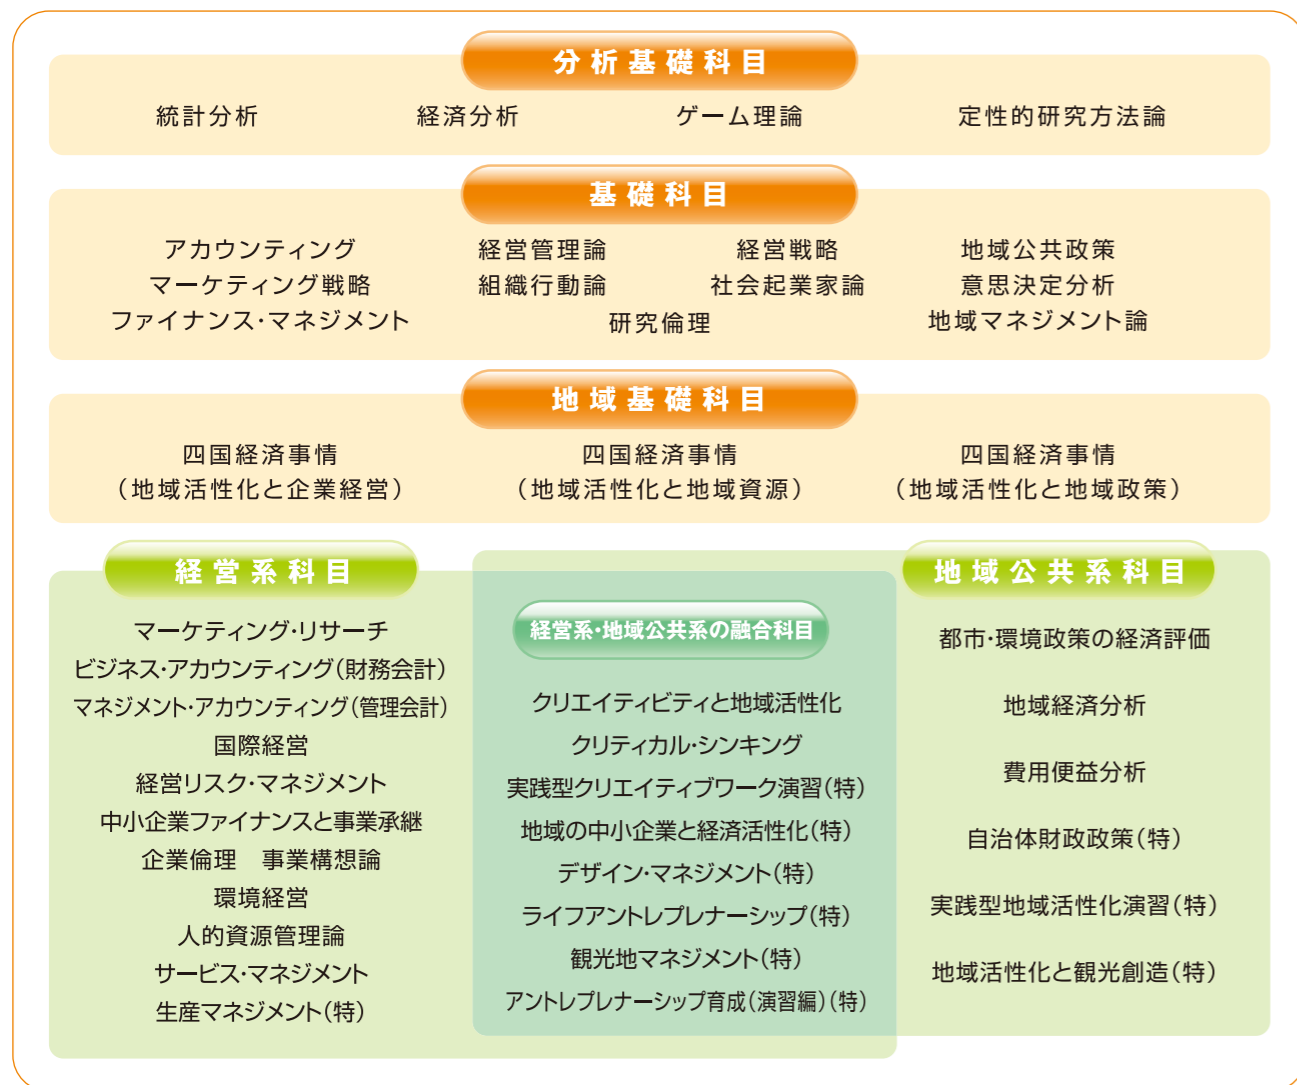 分析基礎科目
統計分析 経済分析 ゲーム理論 定性的研究方法論
基礎科目
アカウンティング 経営管理論 経営戦略 地域公共政策
マーケティング戦略 組織行動論 社会起業家論 意思決定分析
ファイナンス・マネジメント 研究倫理 地域マネジメント論
地域基礎科目
四国経済事情 四国経済事情 四国経済事情
（地域活性化と企業経営） （地域活性化と地域資源） （地域活性化と地域政策）
経営系科目
マーケティング・リサーチ
ビジネス・アカウンティング（財務会計）
マネジメント・アカウンティング（管理会計）
国際経営
経営リスク・マネジメント
中小企業ファイナンスと事業承継
企業倫理　事業構想論
環境経営
人的資源管理論
サービス・マネジメント
生産マネジメント（特）
経営系・地域公共系の融合科目
クリエイティビティと地域活性化
クリティカル・シンキング
実践型クリエイティブワーク演習（特）
地域の中小企業と経済活性化（特）
デザイン・マネジメント（特）
ライフアントレプレナーシップ（特）
観光地マネジメント（特）
アントレプレナーシップ育成（演習編）（特）
地域公共系科目
都市・環境政策の経済評価
地域経済分析
費用便益分析
自治体財政政策（特）
実践型地域活性化演習（特）
地域活性化と観光創造（特）